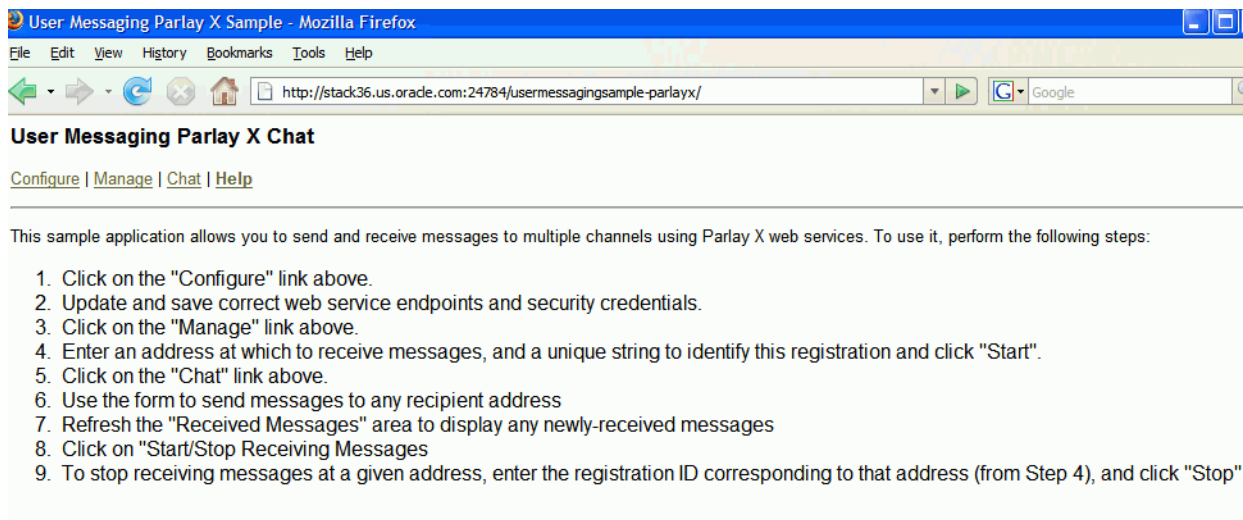 User Messaging Parlay X Sample - Mozilla Firefox
File Edit View History Bookmarks Tools Help
http://stack36.us.oracle.com:24784/usermessagingsample-parlayx/ G Google
User Messaging Parlay X Chat
Configure | Manage | Chat | Help
This sample application allows you to send and receive messages to multiple channels using Parlay X web services. To use it, perform the following steps:
1. Click on the "Configure" link above.
2. Update and save correct web service endpoints and security credentials.
3. Click on the "Manage" link above.
4. Enter an address at which to receive messages, and a unique string to identify this registration and click "Start".
5. Click on the "Chat" link above.
6. Use the form to send messages to any recipient address
7. Refresh the "Received Messages" area to display any newly-received messages
8. Click on "Start/Stop Receiving Messages
9. To stop receiving messages at a given address, enter the registration ID corresponding to that address (from Step 4), and click "Stop"